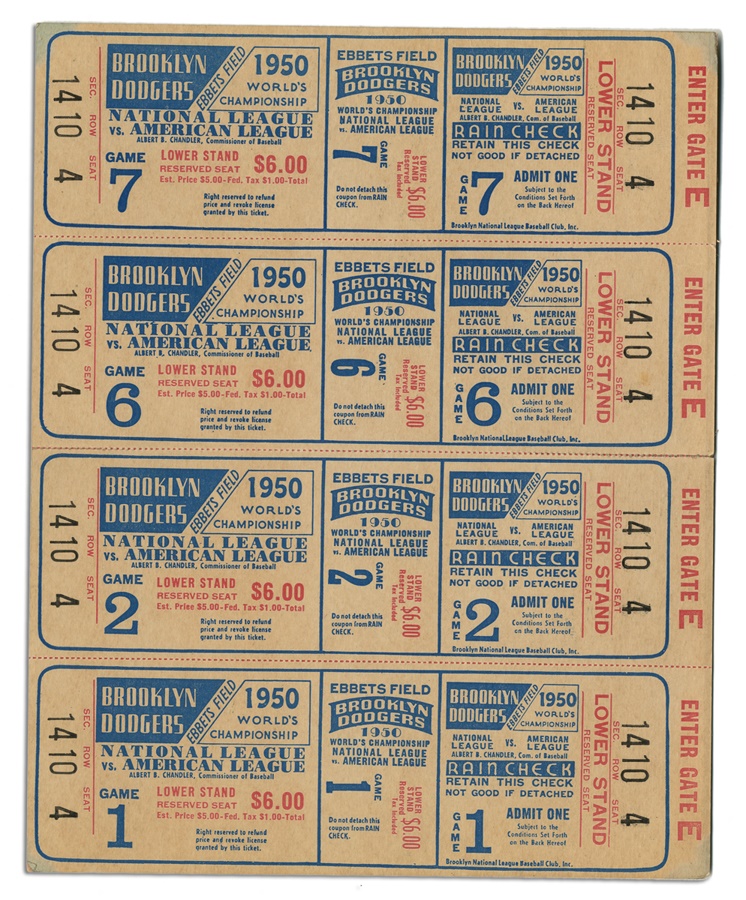 SEC. ROW SEAT
14 10 4
BROOKLYN DODGERS
EBBETS FIELD
1950
WORLD'S CHAMPIONSHIP
NATIONAL LEAGUE
vs. AMERICAN LEAGUE
ALBERT B. CHANDLER, Commissioner of Baseball
GAME 7
LOWER STAND
RESERVED SEAT $6.00
Est. Price $5.00-Fed. Tax $1.00-Total
Right reserved to refund
price and revoke license
granted by this ticket.
EBBETS FIELD
BROOKLYN
DODGERS
1950
WORLD'S CHAMPIONSHIP
NATIONAL LEAGUE
vs. AMERICAN LEAGUE
GAME 7
LOWER STAND
Reserved $6.00
Tax Included
Do not detach this
coupon from RAIN
CHECK.
BROOKLYN DODGERS
EBBETS FIELD
1950
WORLD'S CHAMPIONSHIP
NATIONAL LEAGUE VS. AMERICAN LEAGUE
ALBERT B. CHANDLER, Com. of Baseball
RAIN CHECK
RETAIN THIS CHECK
NOT GOOD IF DETACHED
GAME 7
ADMIT ONE
Subject to the
Conditions Set Forth
on the Back Hereof
Brooklyn National League Baseball Club, Inc.
LOWER STAND
RESERVED SEAT
SEC. ROW SEAT
14 10 4
ENTER GATE E
SEC. ROW SEAT
14 10 4
BROOKLYN DODGERS
EBBETS FIELD
1950
WORLD'S CHAMPIONSHIP
NATIONAL LEAGUE
vs. AMERICAN LEAGUE
ALBERT B. CHANDLER, Commissioner of Baseball
GAME 6
LOWER STAND
RESERVED SEAT $6.00
Est. Price $5.00-Fed. Tax $1.00-Total
Right reserved to refund
price and revoke license
granted by this ticket.
EBBETS FIELD
BROOKLYN
DODGERS
1950
WORLD'S CHAMPIONSHIP
NATIONAL LEAGUE
vs. AMERICAN LEAGUE
GAME 6
LOWER STAND
Reserved $6.00
Tax Included
Do not detach this
coupon from RAIN
CHECK.
BROOKLYN DODGERS
EBBETS FIELD
1950
WORLD'S CHAMPIONSHIP
NATIONAL LEAGUE VS. AMERICAN LEAGUE
ALBERT B. CHANDLER, Com. of Baseball
RAIN CHECK
RETAIN THIS CHECK
NOT GOOD IF DETACHED
GAME 6
ADMIT ONE
Subject to the
Conditions Set Forth
on the Back Hereof
Brooklyn National League Baseball Club, Inc.
LOWER STAND
RESERVED SEAT
SEC. ROW SEAT
14 10 4
ENTER GATE E
SEC. ROW SEAT
14 10 4
BROOKLYN DODGERS
EBBETS FIELD
1950
WORLD'S CHAMPIONSHIP
NATIONAL LEAGUE
vs. AMERICAN LEAGUE
ALBERT B. CHANDLER, Commissioner of Baseball
GAME 2
LOWER STAND
RESERVED SEAT $6.00
Est. Price $5.00-Fed. Tax $1.00-Total
Right reserved to refund
price and revoke license
granted by this ticket.
EBBETS FIELD
BROOKLYN
DODGERS
1950
WORLD'S CHAMPIONSHIP
NATIONAL LEAGUE
vs. AMERICAN LEAGUE
GAME 2
LOWER STAND
Reserved $6.00
Tax Included
Do not detach this
coupon from RAIN
CHECK.
BROOKLYN DODGERS
EBBETS FIELD
1950
WORLD'S CHAMPIONSHIP
NATIONAL LEAGUE VS. AMERICAN LEAGUE
ALBERT B. CHANDLER, Com. of Baseball
RAIN CHECK
RETAIN THIS CHECK
NOT GOOD IF DETACHED
GAME 2
ADMIT ONE
Subject to the
Conditions Set Forth
on the Back Hereof
Brooklyn National League Baseball Club, Inc.
LOWER STAND
RESERVED SEAT
SEC. ROW SEAT
14 10 4
ENTER GATE E
SEC. ROW SEAT
14 10 4
BROOKLYN DODGERS
EBBETS FIELD
1950
WORLD'S CHAMPIONSHIP
NATIONAL LEAGUE
vs. AMERICAN LEAGUE
ALBERT B. CHANDLER, Commissioner of Baseball
GAME 1
LOWER STAND
RESERVED SEAT $6.00
Est. Price $5.00-Fed. Tax $1.00-Total
Right reserved to refund
price and revoke license
granted by this ticket.
EBBETS FIELD
BROOKLYN
DODGERS
1950
WORLD'S CHAMPIONSHIP
NATIONAL LEAGUE
vs. AMERICAN LEAGUE
GAME 1
LOWER STAND
Reserved $6.00
Tax Included
Do not detach this
coupon from RAIN
CHECK.
BROOKLYN DODGERS
EBBETS FIELD
1950
WORLD'S CHAMPIONSHIP
NATIONAL LEAGUE VS. AMERICAN LEAGUE
ALBERT B. CHANDLER, Com. of Baseball
RAIN CHECK
RETAIN THIS CHECK
NOT GOOD IF DETACHED
GAME 1
ADMIT ONE
Subject to the
Conditions Set Forth
on the Back Hereof
Brooklyn National League Baseball Club, Inc.
LOWER STAND
RESERVED SEAT
SEC. ROW SEAT
14 10 4
ENTER GATE E